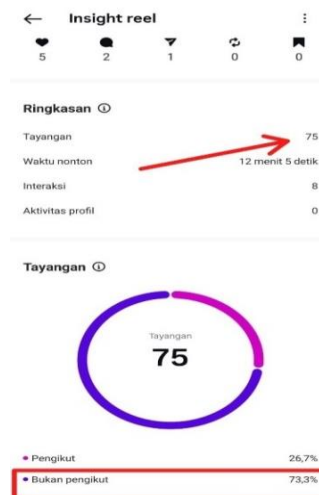 Insight reel
5 2 1 0 0
Ringkasan
Tayangan 75
Waktu nonton 12 menit 5 detik
Interaksi 8
Aktivitas profil 0
Tayangan
Tayangan
75
Pengikut 26,7%
Bukan pengikut 73,3%